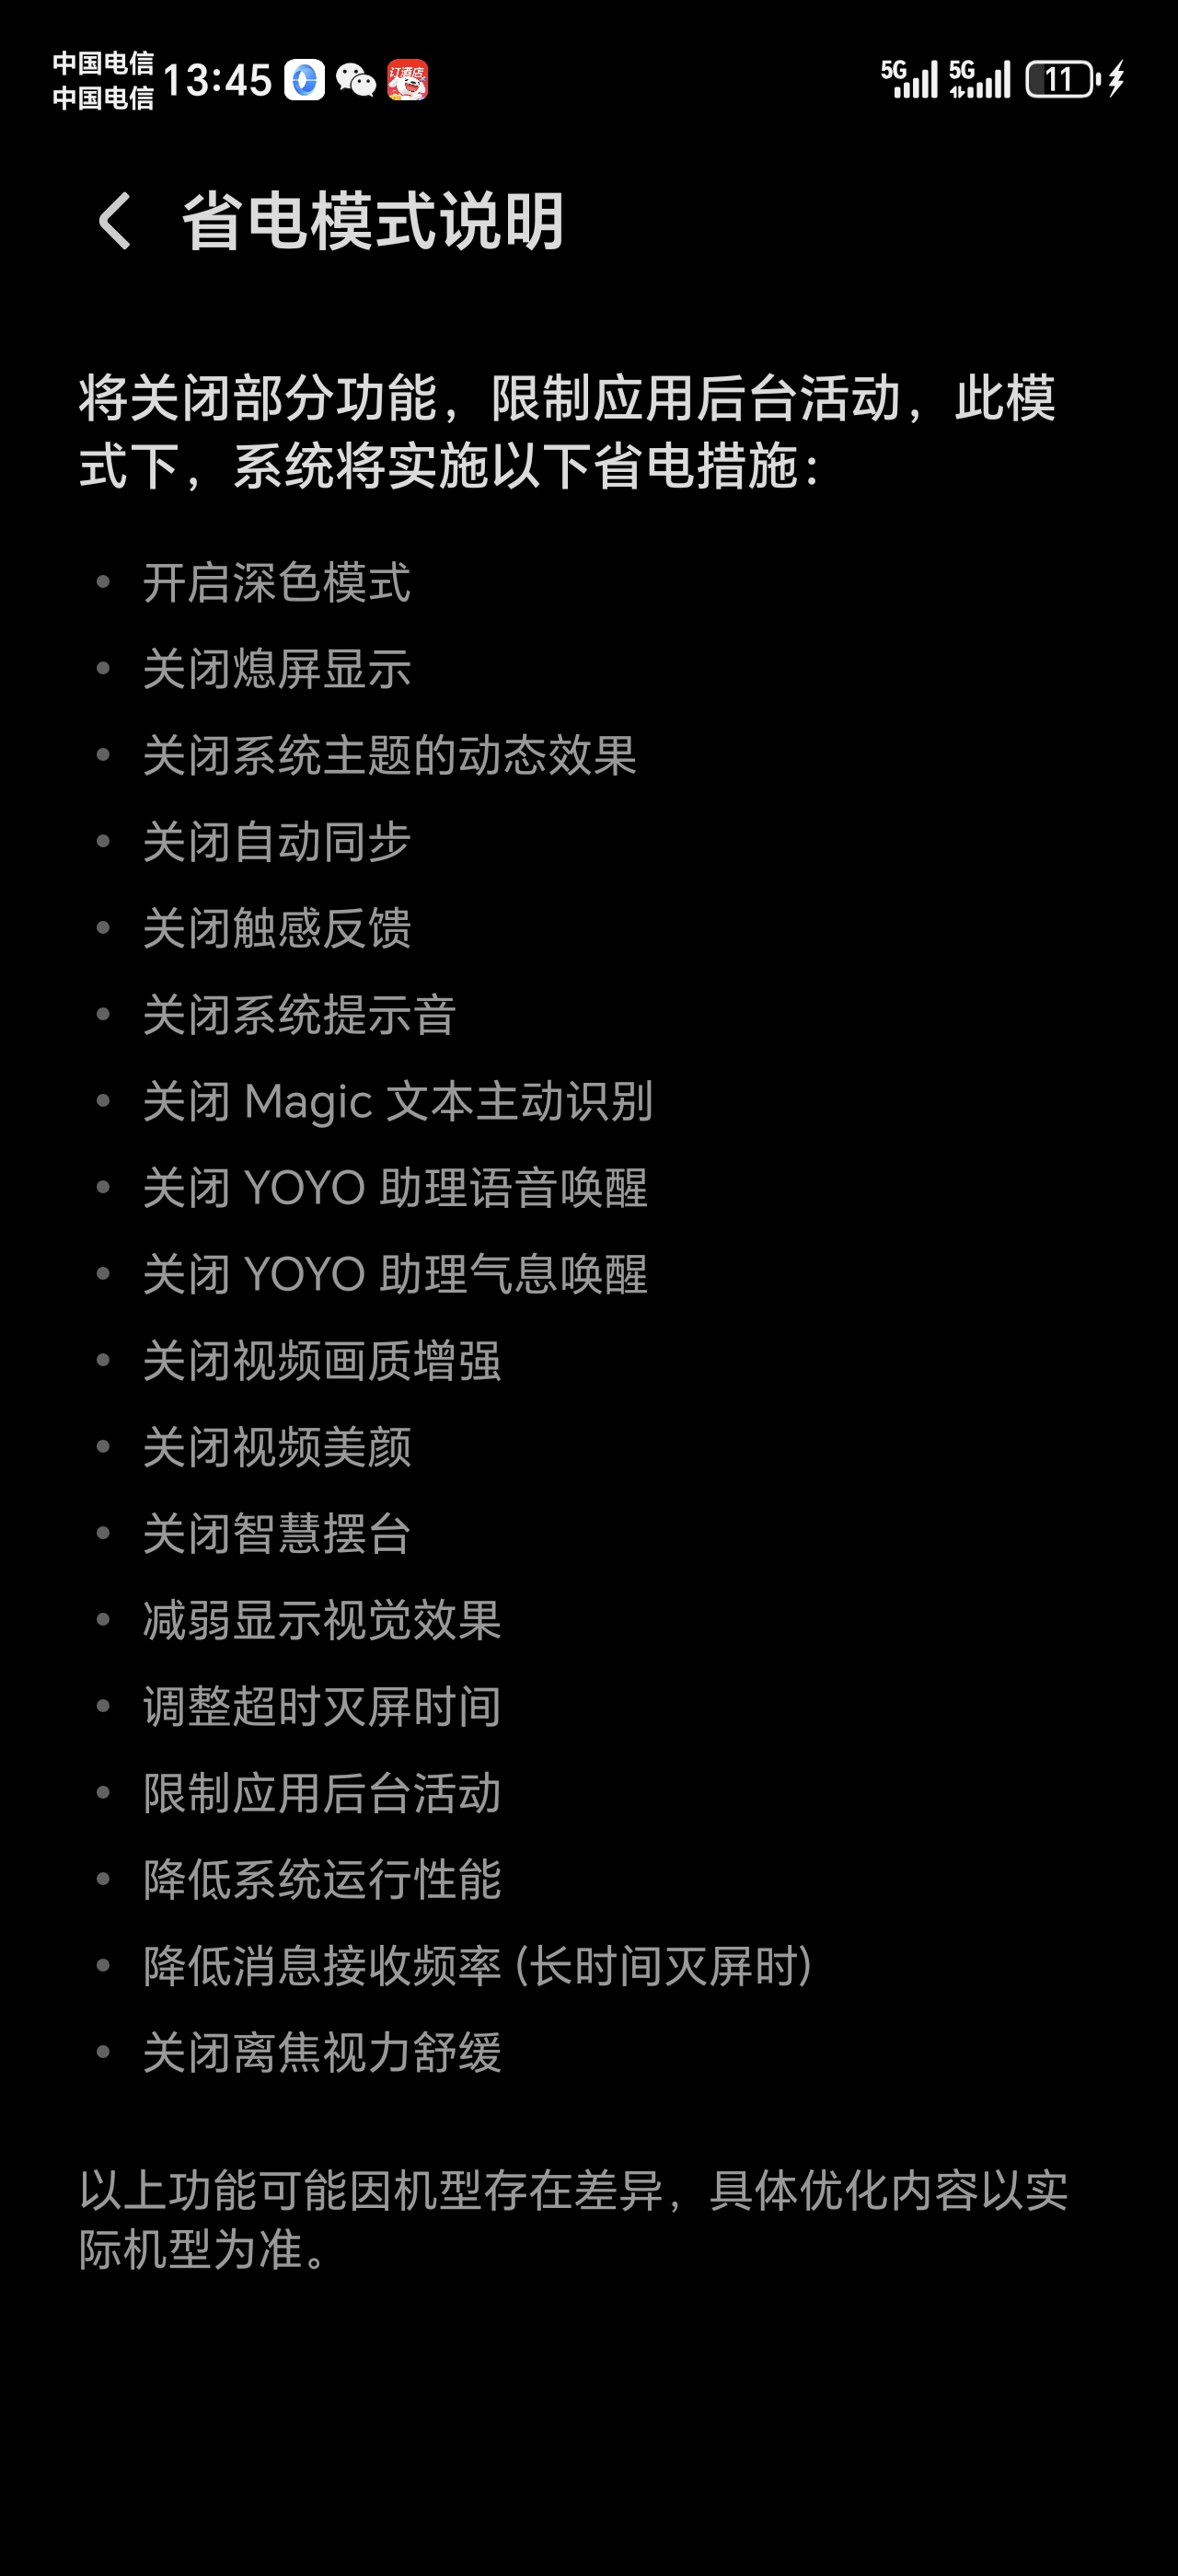 中国电信
中国电信
13:45
订酒店
5G
5G
11
省电模式说明
将关闭部分功能，限制应用后台活动，此模
式下，系统将实施以下省电措施：
• 开启深色模式
• 关闭熄屏显示
• 关闭系统主题的动态效果
• 关闭自动同步
• 关闭触感反馈
• 关闭系统提示音
• 关闭 Magic 文本主动识别
• 关闭 YOYO 助理语音唤醒
• 关闭 YOYO 助理气息唤醒
• 关闭视频画质增强
• 关闭视频美颜
• 关闭智慧摆台
• 减弱显示视觉效果
• 调整超时灭屏时间
• 限制应用后台活动
• 降低系统运行性能
• 降低消息接收频率 (长时间灭屏时)
• 关闭离焦视力舒缓
以上功能可能因机型存在差异，具体优化内容以实
际机型为准。